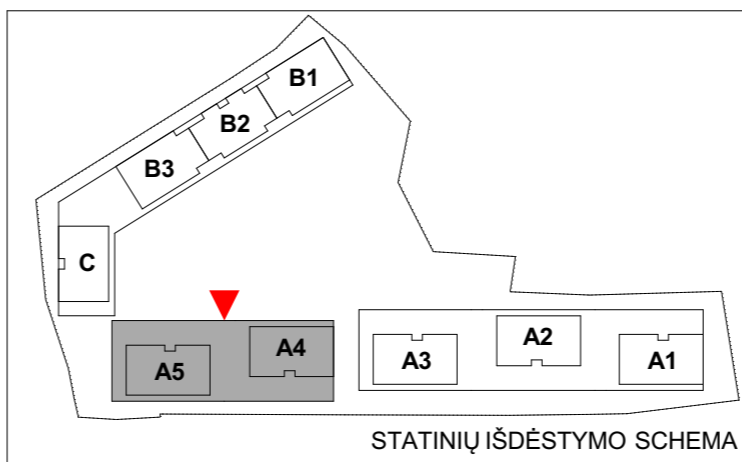 B1
B2
B3
C
A4
A5
A2
A3
A1
STATINIŲ IŠDĖSTYMO SCHEMA